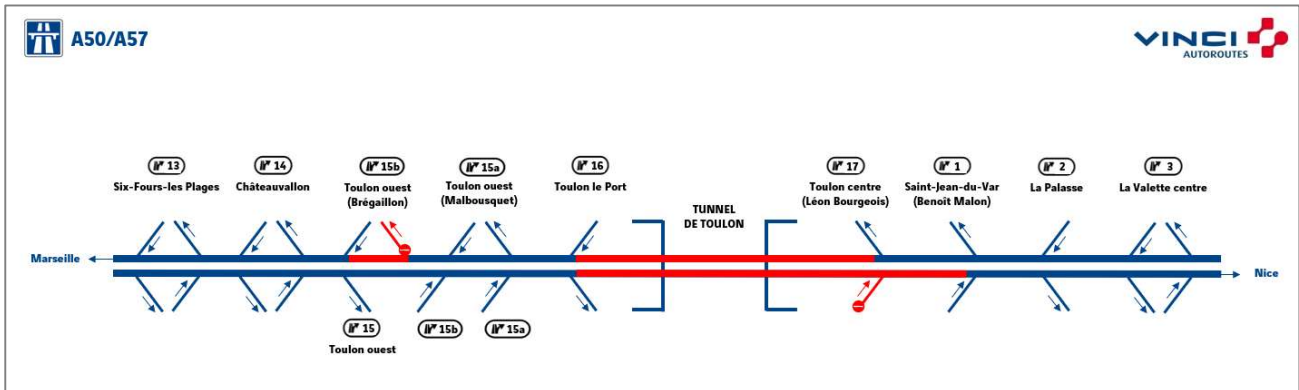 A50/A57
VINCI
AUTOROUTES
13
14
15b
15a
16
17
1
2
3
Six-Fours-les Plages
Châteauvallon
Toulon ouest
(Brégaillon)
Toulon ouest
(Malbousquet)
Toulon le Port
TUNNEL
DE TOULON
Toulon centre
(Léon Bourgeois)
Saint-Jean-du-Var
(Benoît Malon)
La Palasse
La Valette centre
Marseille
Nice
15
Toulon ouest
15b
15a